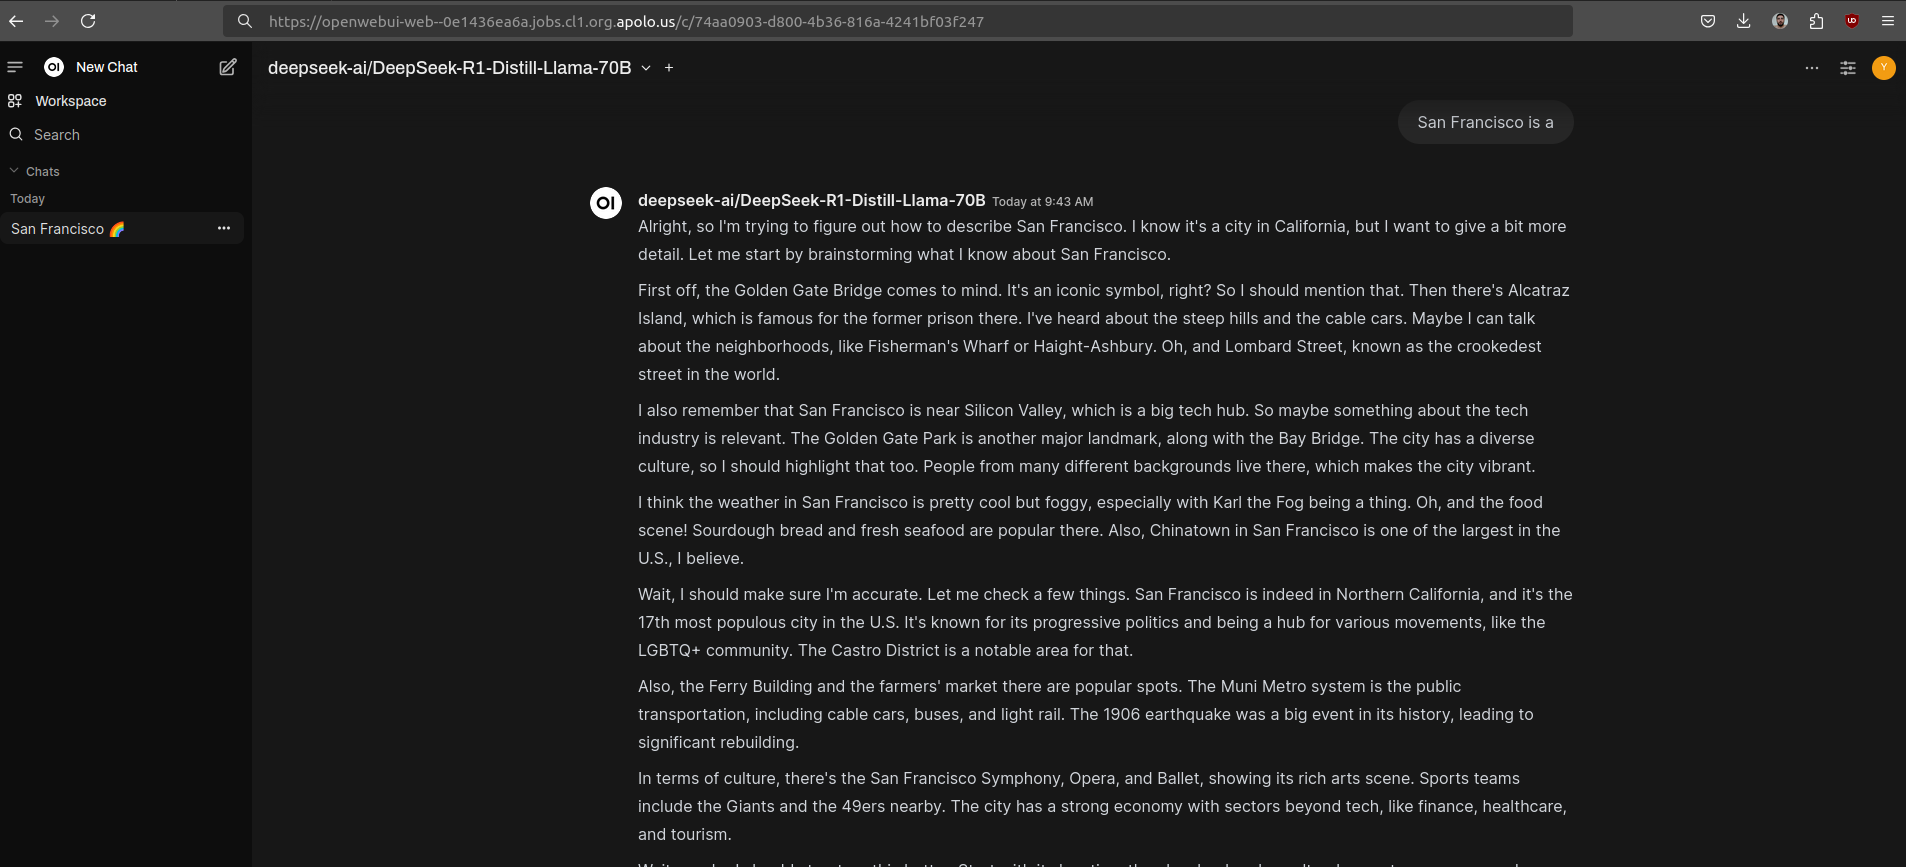 https://openwebui-web--0e1436ea6a.jobs.cl1.org.apolo.us/c/74aa0903-d800-4b36-816a-4241bf03f247
OI New Chat
Workspace
Search
Chats
Today
San Francisco 🌈
deepseek-ai/DeepSeek-R1-Distill-Llama-70B
Y
San Francisco is a
OI
deepseek-ai/DeepSeek-R1-Distill-Llama-70B Today at 9:43 AM
Alright, so I'm trying to figure out how to describe San Francisco. I know it's a city in California, but I want to give a bit more
detail. Let me start by brainstorming what I know about San Francisco.
First off, the Golden Gate Bridge comes to mind. It's an iconic symbol, right? So I should mention that. Then there's Alcatraz
Island, which is famous for the former prison there. I've heard about the steep hills and the cable cars. Maybe I can talk
about the neighborhoods, like Fisherman's Wharf or Haight-Ashbury. Oh, and Lombard Street, known as the crookedest
street in the world.
I also remember that San Francisco is near Silicon Valley, which is a big tech hub. So maybe something about the tech
industry is relevant. The Golden Gate Park is another major landmark, along with the Bay Bridge. The city has a diverse
culture, so I should highlight that too. People from many different backgrounds live there, which makes the city vibrant.
I think the weather in San Francisco is pretty cool but foggy, especially with Karl the Fog being a thing. Oh, and the food
scene! Sourdough bread and fresh seafood are popular there. Also, Chinatown in San Francisco is one of the largest in the
U.S., I believe.
Wait, I should make sure I'm accurate. Let me check a few things. San Francisco is indeed in Northern California, and it's the
17th most populous city in the U.S. It's known for its progressive politics and being a hub for various movements, like the
LGBTQ+ community. The Castro District is a notable area for that.
Also, the Ferry Building and the farmers' market there are popular spots. The Muni Metro system is the public
transportation, including cable cars, buses, and light rail. The 1906 earthquake was a big event in its history, leading to
significant rebuilding.
In terms of culture, there's the San Francisco Symphony, Opera, and Ballet, showing its rich arts scene. Sports teams
include the Giants and the 49ers nearby. The city has a strong economy with sectors beyond tech, like finance, healthcare,
and tourism.